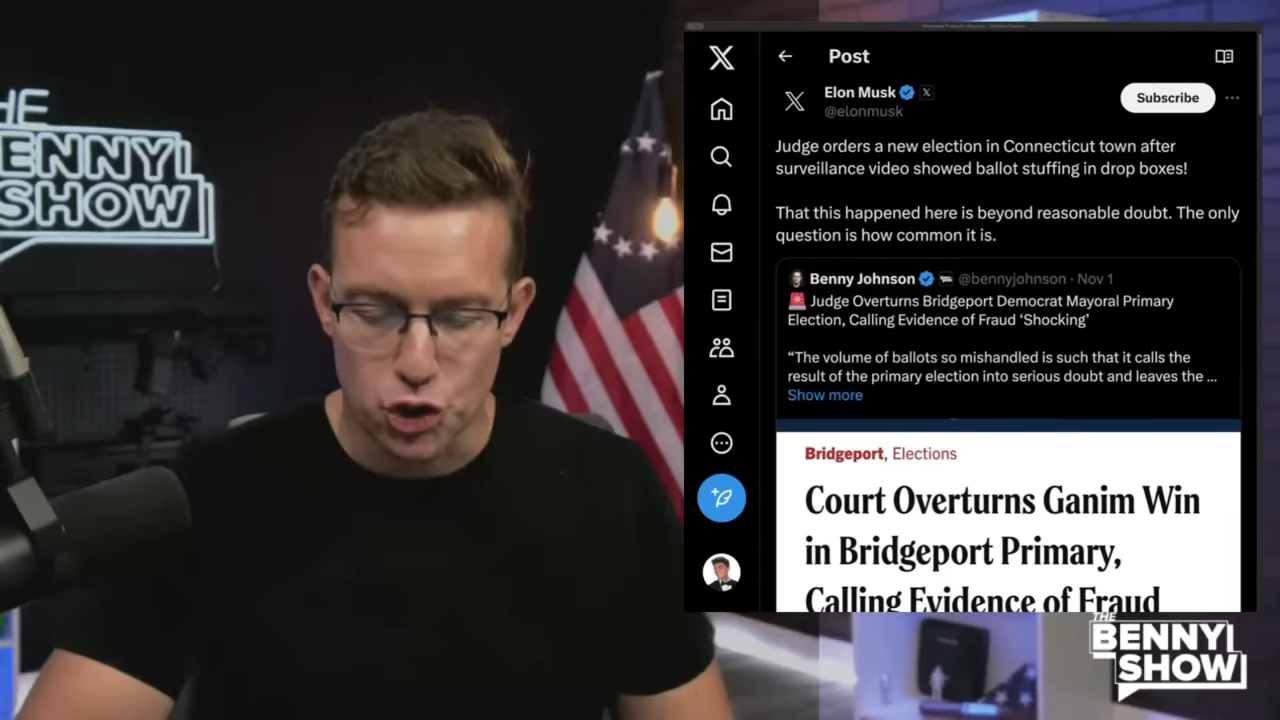 HE
ENNY
SHOW
Post
Elon Musk
@elonmusk
Subscribe
Judge orders a new election in Connecticut town after
surveillance video showed ballot stuffing in drop boxes!
That this happened here is beyond reasonable doubt. The only
question is how common it is.
Benny Johnson @bennyjohnson · Nov 1
🚨 Judge Overturns Bridgeport Democrat Mayoral Primary
Election, Calling Evidence of Fraud ‘Shocking’
“The volume of ballots so mishandled is such that it calls the
result of the primary election into serious doubt and leaves the ...
Show more
Bridgeport, Elections
Court Overturns Ganim Win
in Bridgeport Primary,
Calling Evidence of Fraud
THE
BENNY
SHOW